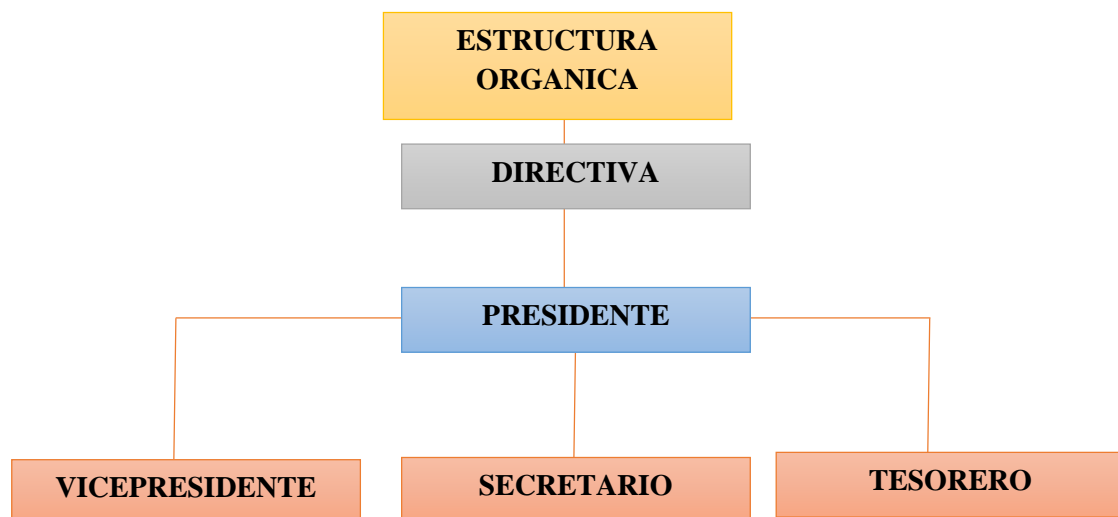 ESTRUCTURA
ORGANICA
DIRECTIVA
PRESIDENTE
VICEPRESIDENTE
SECRETARIO
TESORERO